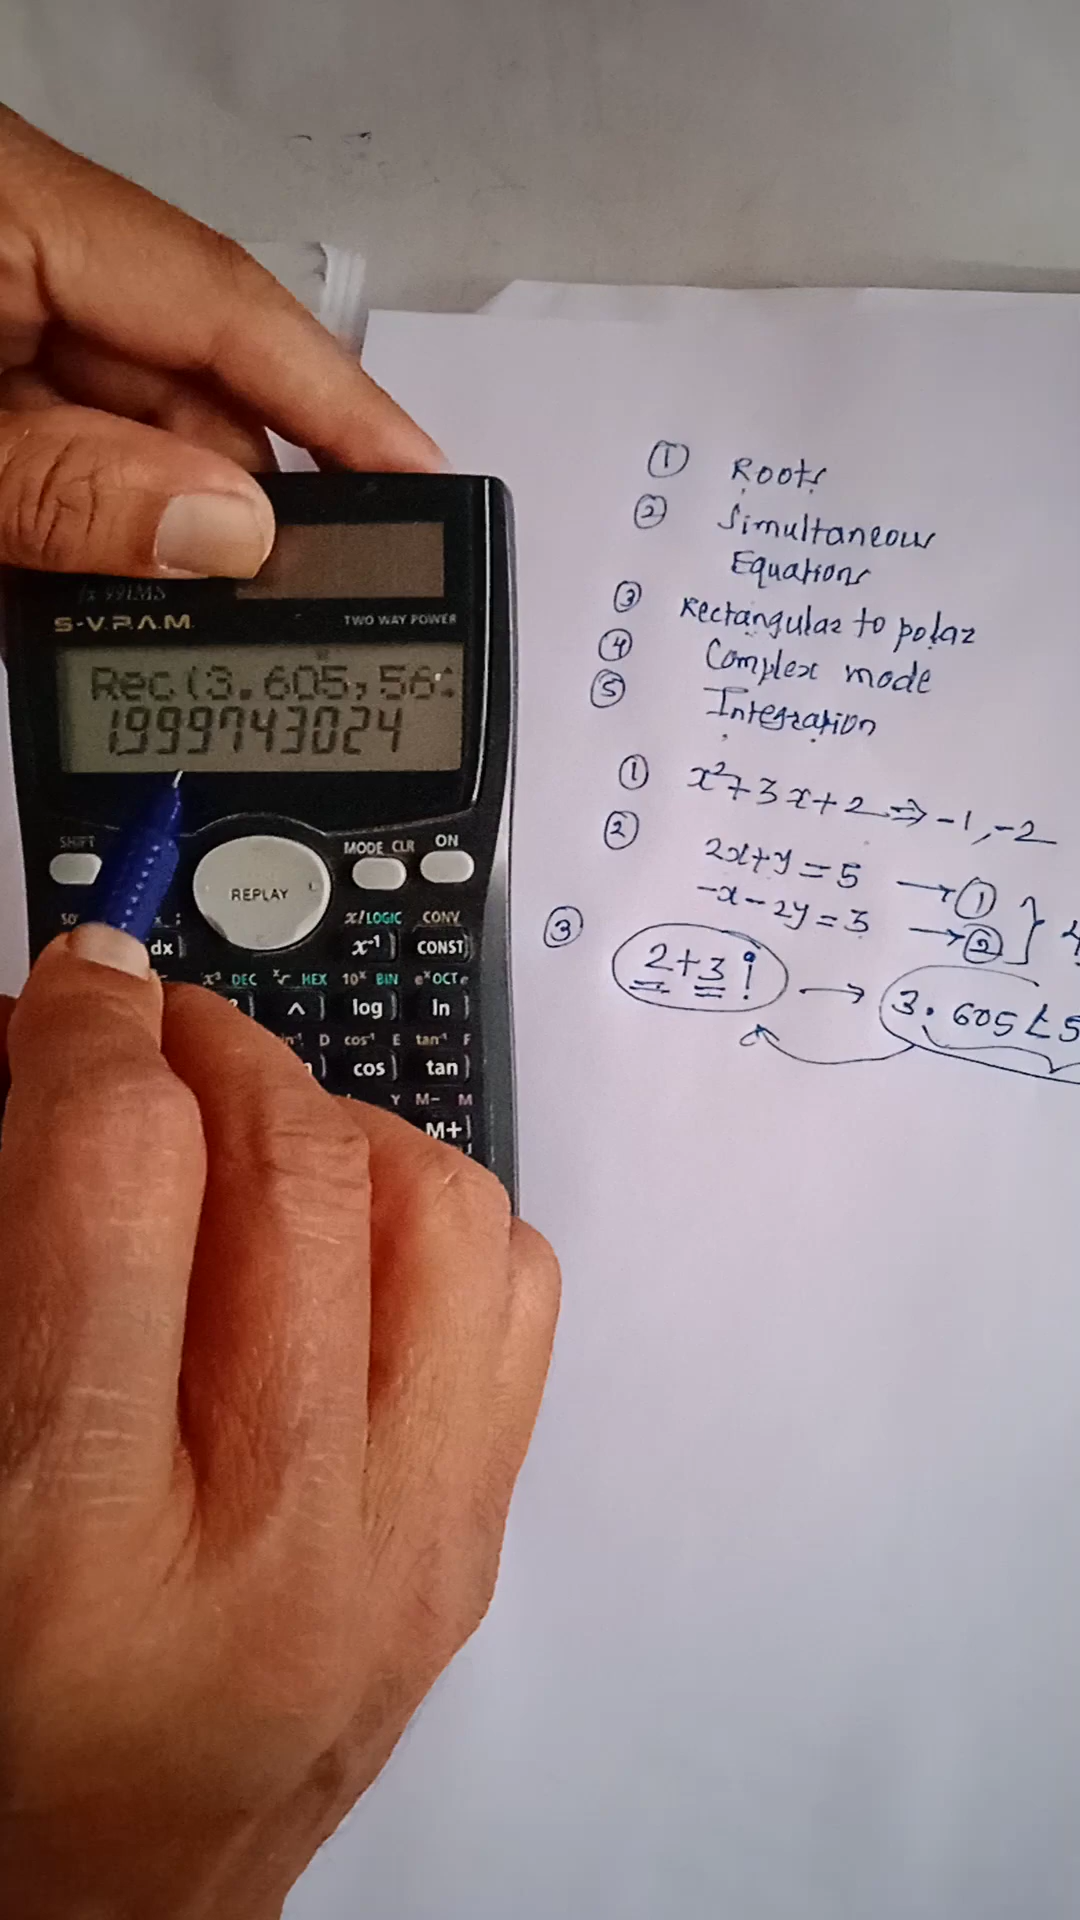 fx 991MS
S-V.P.A.M.
TWO WAY POWER
Rec(3.605,56
1.999743024
SHIFT
MODE CLR
ON
REPLAY
x! LOGIC
CONV
dx
x⁻¹
CONST
x³ DEC
HEX
10ˣ BIN
eˣ OCT e
^
log
ln
D
cos⁻¹ E
tan⁻¹ F
cos
tan
Y
M- M
M+
① Roots
② Simultaneous
Equations
③ Rectangular to polar
④ Complex mode
⑤ Integration
① x²+3x+2 ⇒ -1, -2
② 2x+y=5 → ①
-x-2y=3 → ②
③ 2+3i → 3.605∠5